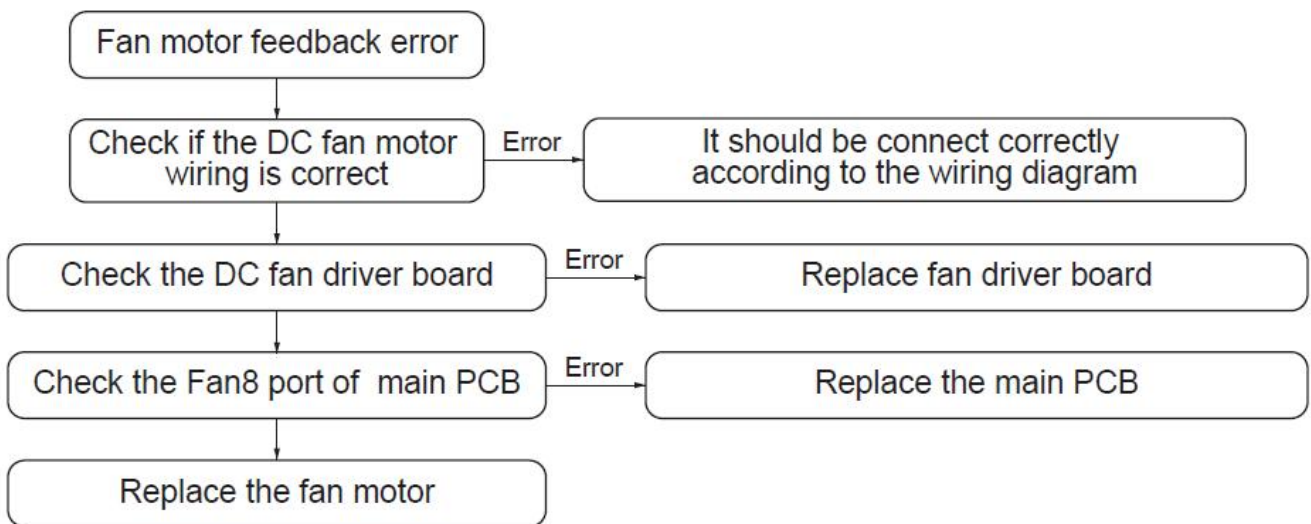 Fan motor feedback error
Check if the DC fan motor
wiring is correct
Error
It should be connect correctly
according to the wiring diagram
Check the DC fan driver board
Error
Replace fan driver board
Check the Fan8 port of main PCB
Error
Replace the main PCB
Replace the fan motor